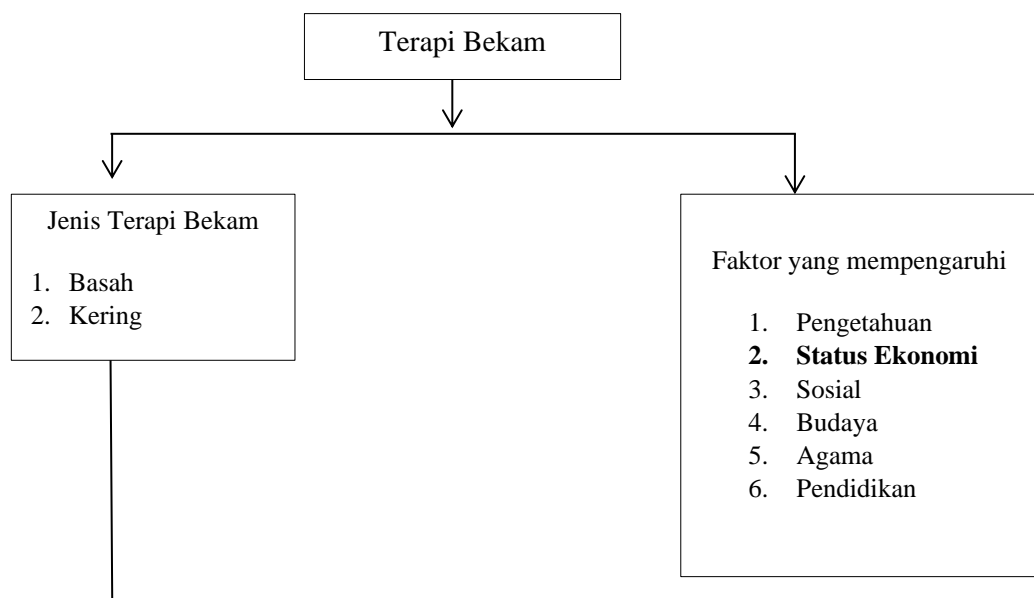 Terapi Bekam
Jenis Terapi Bekam
1. Basah
2. Kering
Faktor yang mempengaruhi
1. Pengetahuan
2. Status Ekonomi
3. Sosial
4. Budaya
5. Agama
6. Pendidikan